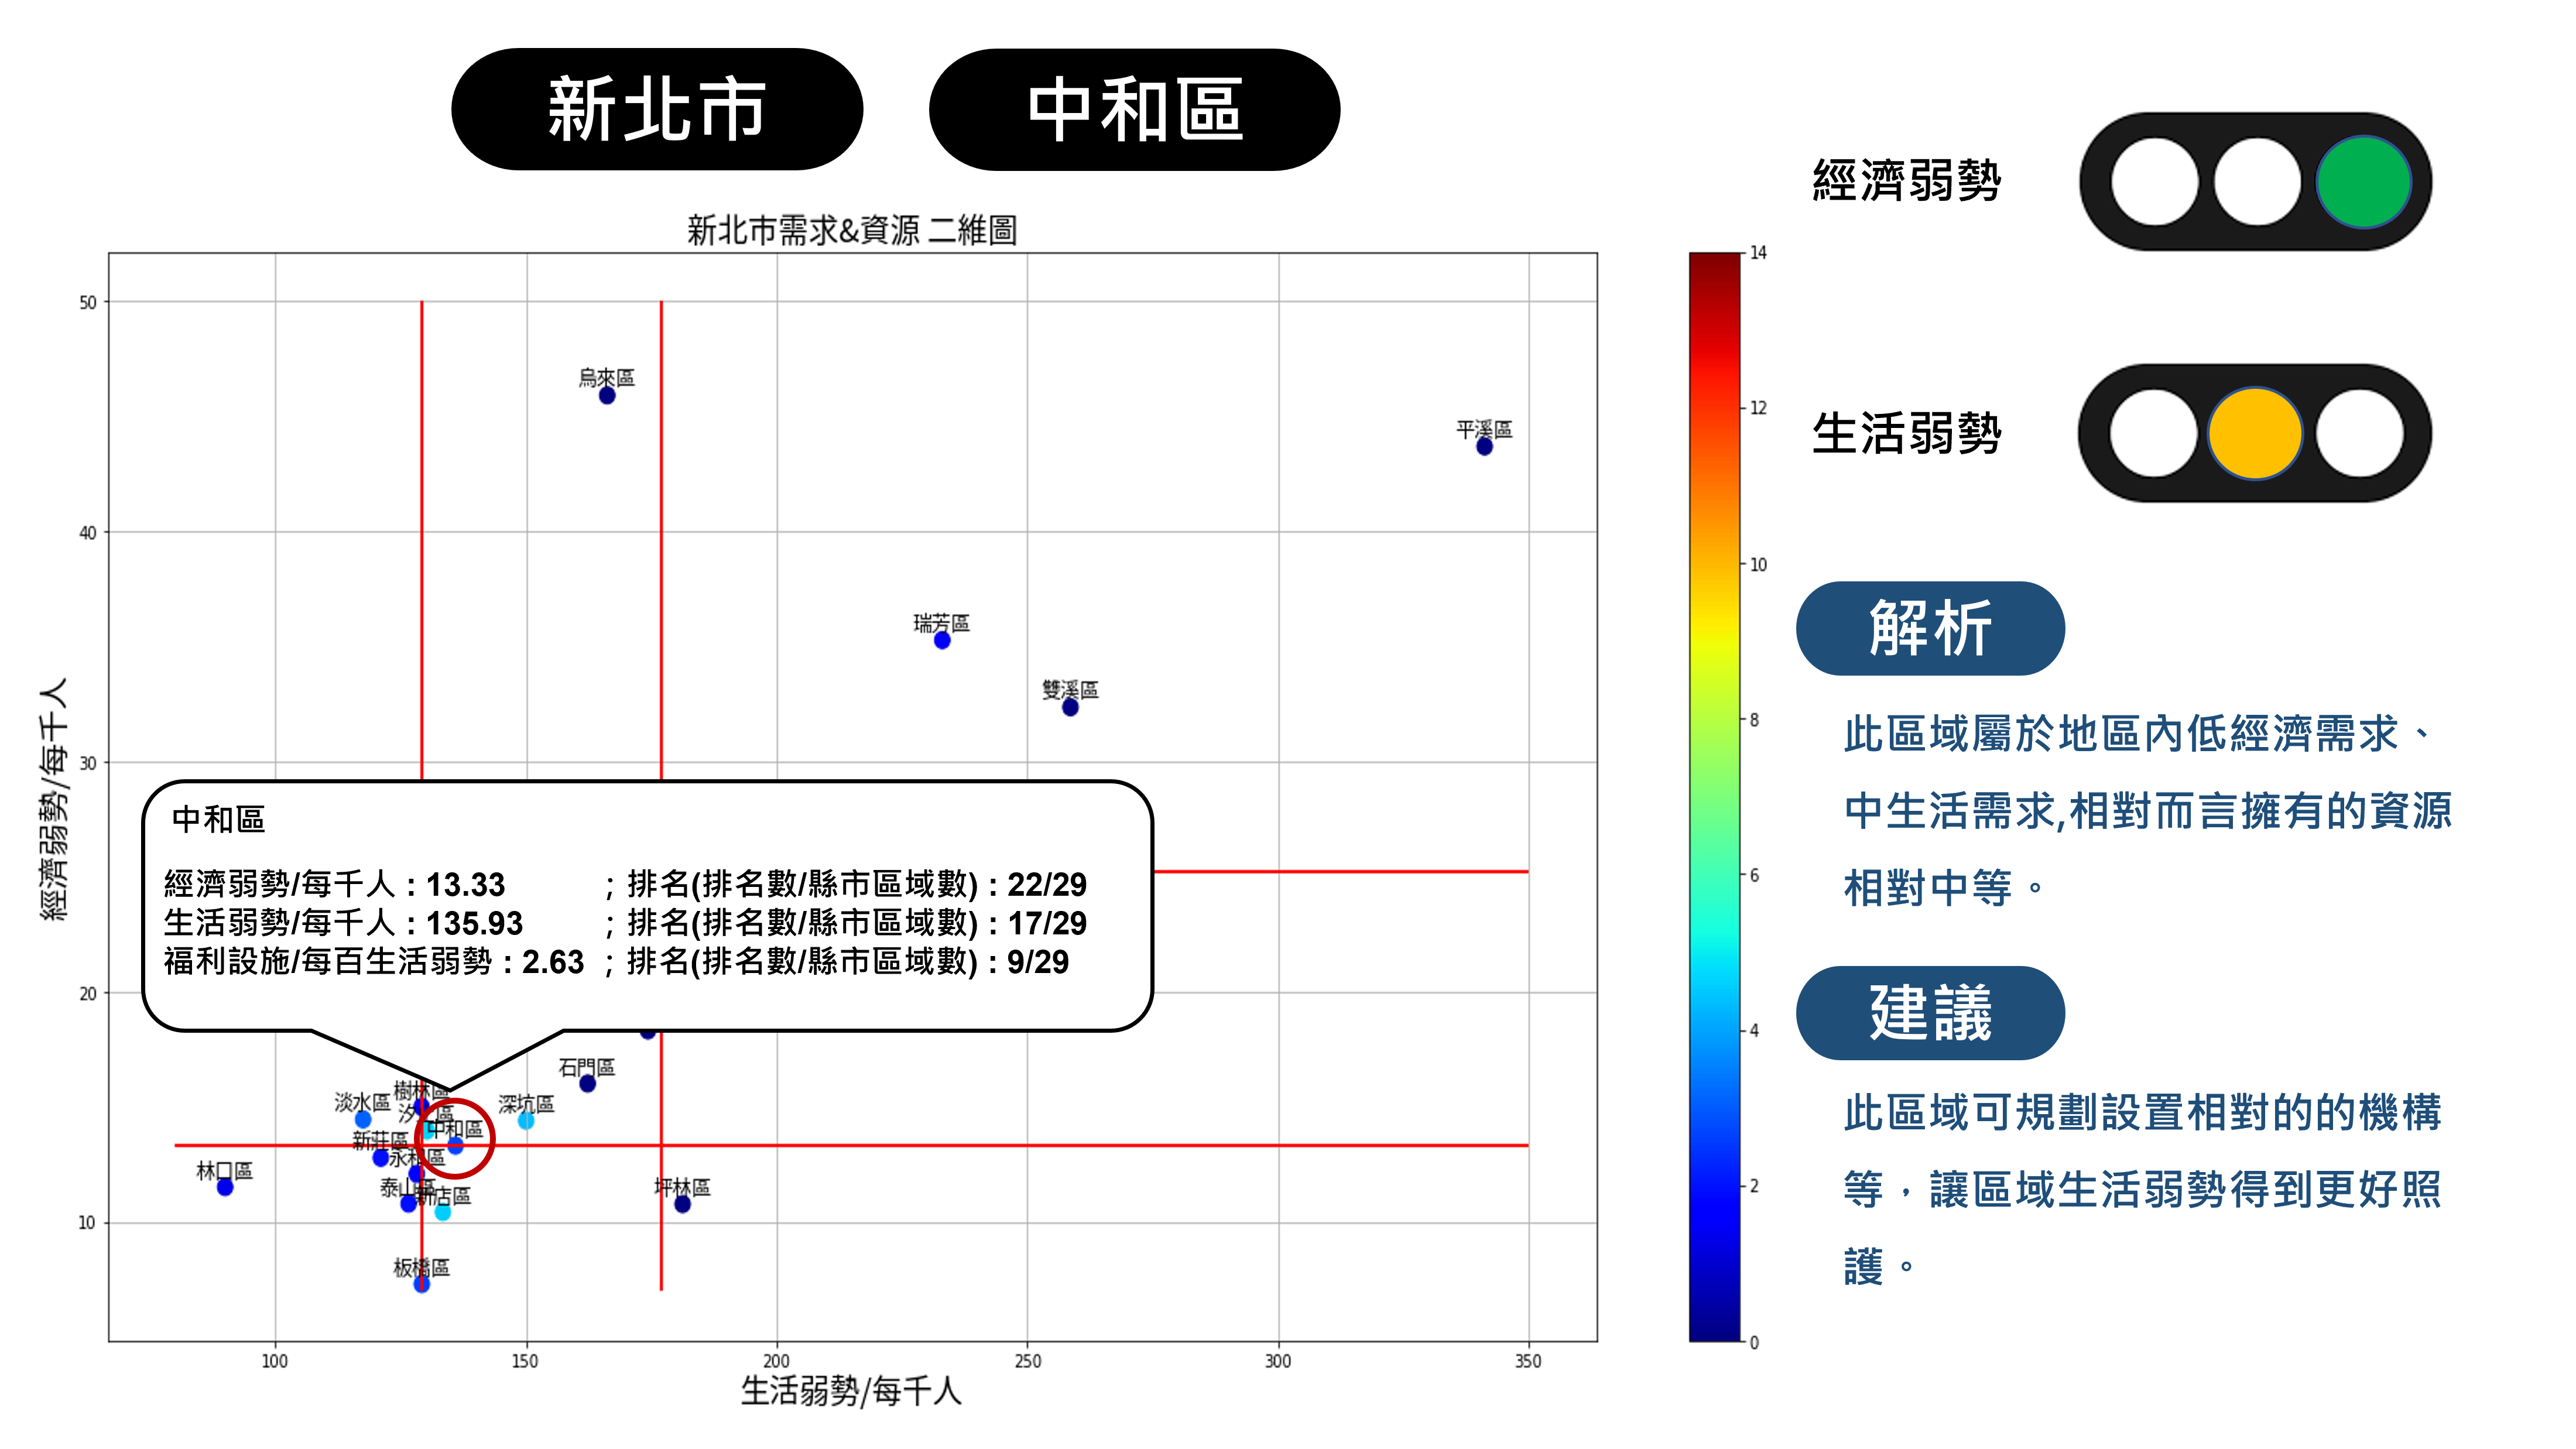 新北市
中和區
新北市需求&資源 二維圖
50
40
30
20
10
經濟弱勢/每千人
烏來區
平溪區
瑞芳區
雙溪區
中和區
經濟弱勢/每千人 : 13.33 ; 排名(排名數/縣市區域數) : 22/29
生活弱勢/每千人 : 135.93 ; 排名(排名數/縣市區域數) : 17/29
福利設施/每百生活弱勢 : 2.63 ; 排名(排名數/縣市區域數) : 9/29
石門區
樹林區
淡水區
深坑區
中和區
新莊區
永和區
林口區
泰山區
新店區
坪林區
板橋區
100
150
200
250
300
350
生活弱勢/每千人
14
12
10
8
6
4
2
0
經濟弱勢
生活弱勢
解析
此區域屬於地區內低經濟需求、
中生活需求,相對而言擁有的資源
相對中等。
建議
此區域可規劃設置相對的的機構
等，讓區域生活弱勢得到更好照
護。